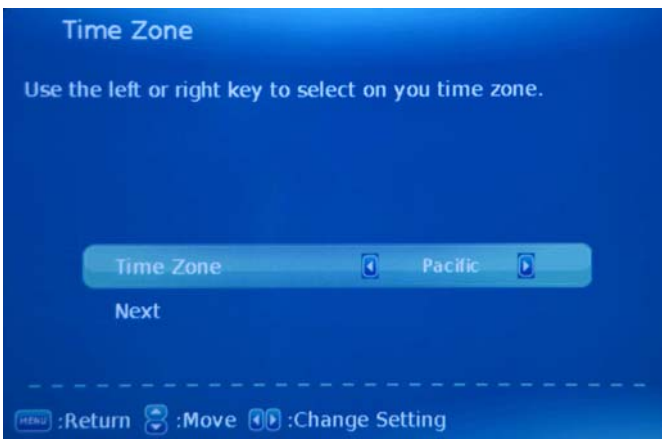 Time Zone
Use the left or right key to select on you time zone.
Time Zone Pacific
Next
MENU :Return :Move :Change Setting